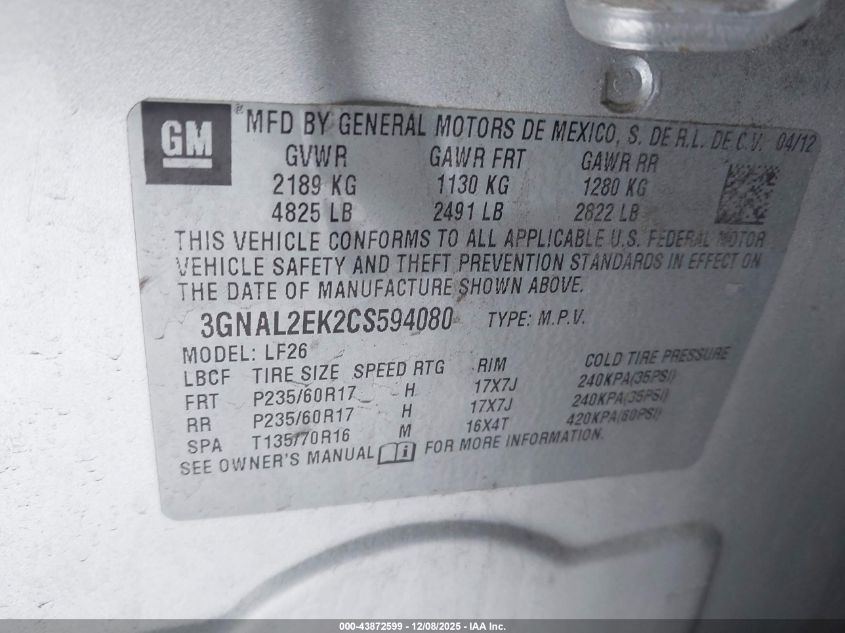 GM® MFD BY GENERAL MOTORS DE MEXICO, S. DE R.L. DE C.V. 04/12
GVWR GAWR FRT GAWR RR
2189 KG 1130 KG 1280 KG
4825 LB 2491 LB 2822 LB
THIS VEHICLE CONFORMS TO ALL APPLICABLE U.S. FEDERAL MOTOR
VEHICLE SAFETY AND THEFT PREVENTION STANDARDS IN EFFECT ON
THE DATE OF MANUFACTURE SHOWN ABOVE.
3GNAL2EK2CS594080 TYPE: M.P.V.
MODEL: LF26
LBCF TIRE SIZE SPEED RTG RIM COLD TIRE PRESSURE
FRT P235/60R17 H 17X7J 240KPA(35PSI)
RR P235/60R17 H 17X7J 240KPA(35PSI)
SPA T135/70R16 M 16X4T 420KPA(60PSI)
SEE OWNER'S MANUAL i FOR MORE INFORMATION.
000-43872599 - 12/08/2025 - IAA Inc.